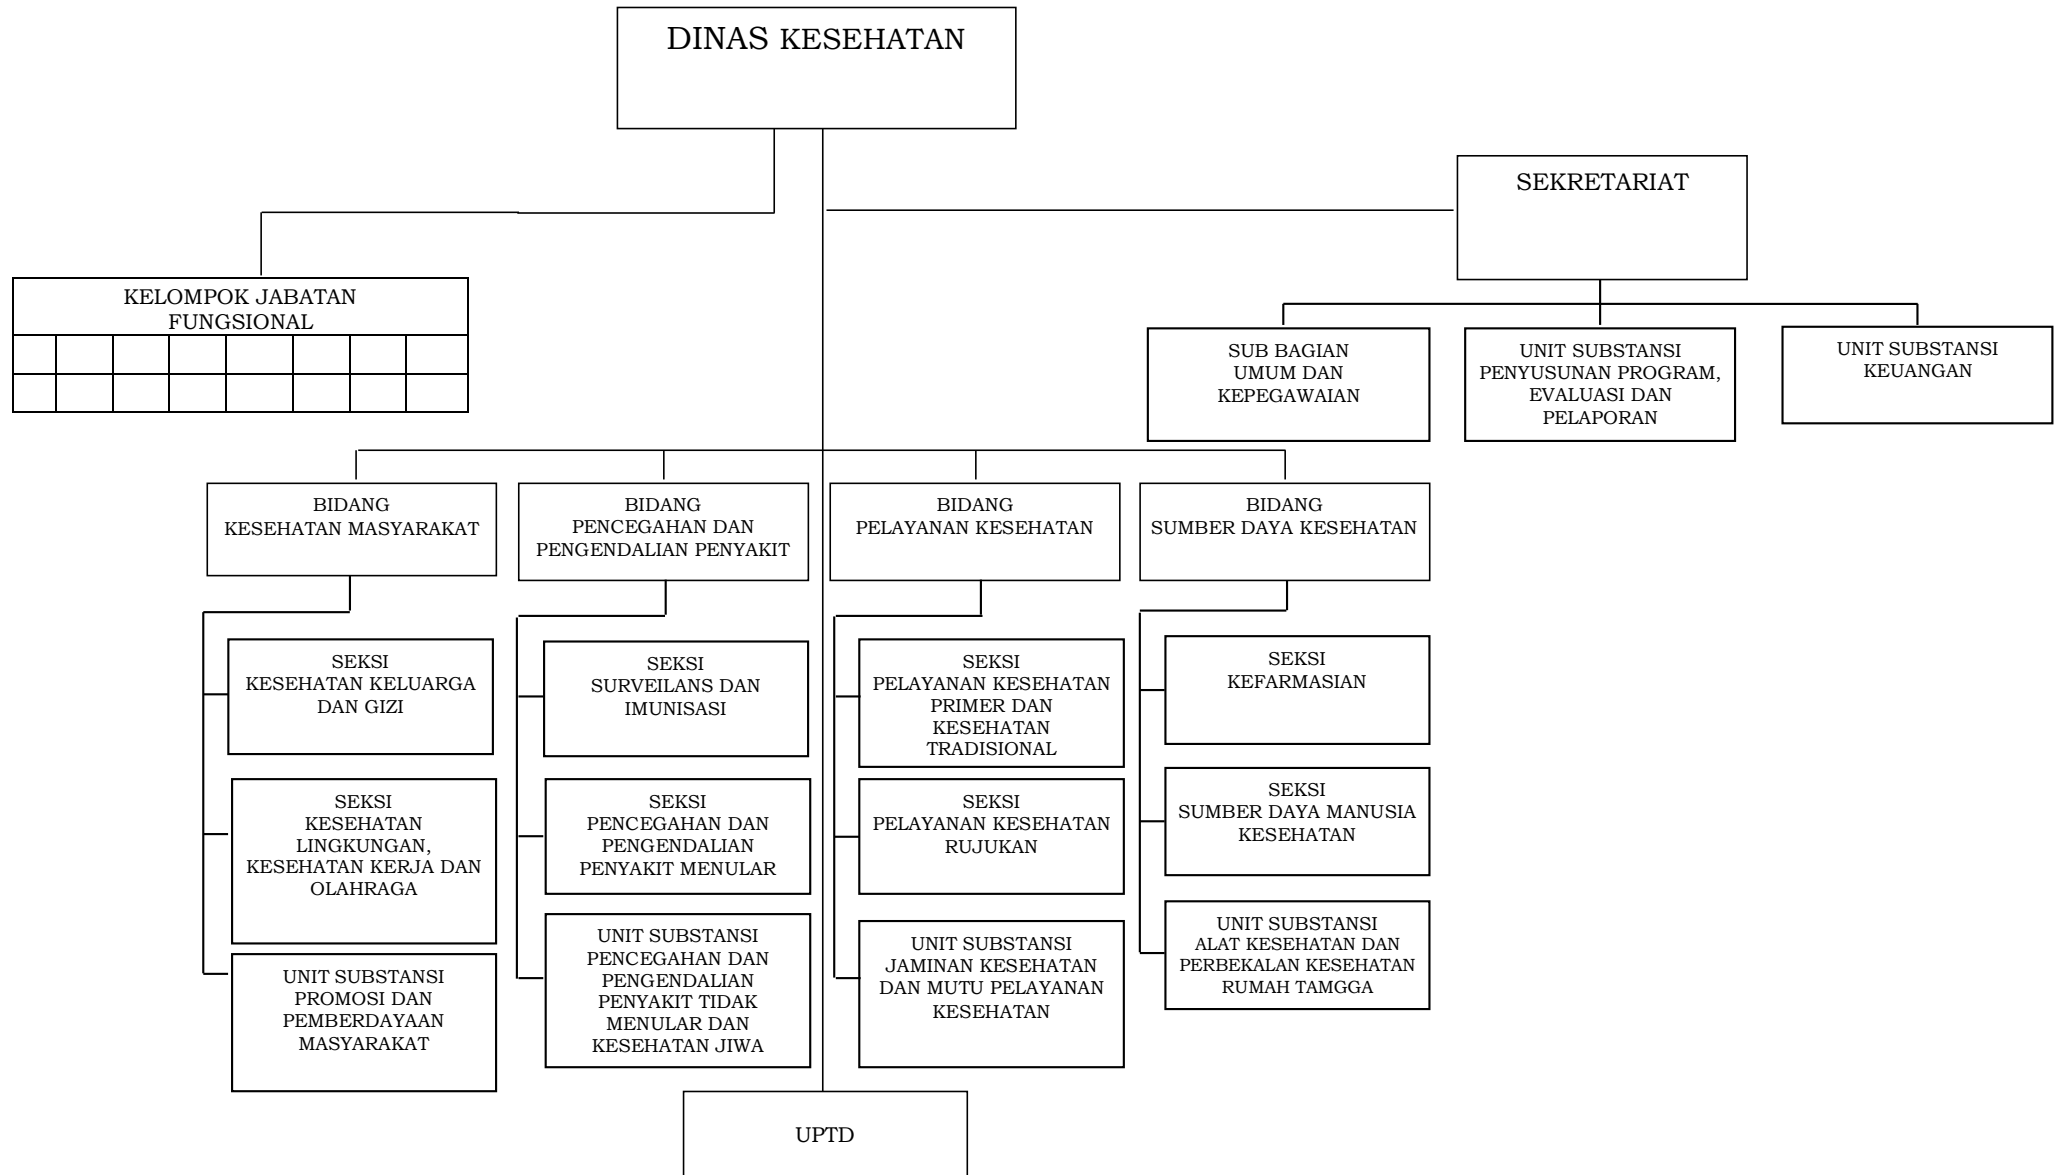 DINAS KESEHATAN
SEKRETARIAT
KELOMPOK JABATAN
FUNGSIONAL
SUB BAGIAN
UMUM DAN
KEPEGAWAIAN
UNIT SUBSTANSI
PENYUSUNAN PROGRAM,
EVALUASI DAN
PELAPORAN
UNIT SUBSTANSI
KEUANGAN
BIDANG
KESEHATAN MASYARAKAT
BIDANG
PENCEGAHAN DAN
PENGENDALIAN PENYAKIT
BIDANG
PELAYANAN KESEHATAN
BIDANG
SUMBER DAYA KESEHATAN
SEKSI
KESEHATAN KELUARGA
DAN GIZI
SEKSI
SURVEILANS DAN
IMUNISASI
SEKSI
PELAYANAN KESEHATAN
PRIMER DAN
KESEHATAN
TRADISIONAL
SEKSI
KEFARMASIAN
SEKSI
KESEHATAN
LINGKUNGAN,
KESEHATAN KERJA DAN
OLAHRAGA
SEKSI
PENCEGAHAN DAN
PENGENDALIAN
PENYAKIT MENULAR
SEKSI
PELAYANAN KESEHATAN
RUJUKAN
SEKSI
SUMBER DAYA MANUSIA
KESEHATAN
UNIT SUBSTANSI
PROMOSI DAN
PEMBERDAYAAN
MASYARAKAT
UNIT SUBSTANSI
PENCEGAHAN DAN
PENGENDALIAN
PENYAKIT TIDAK
MENULAR DAN
KESEHATAN JIWA
UNIT SUBSTANSI
JAMINAN KESEHATAN
DAN MUTU PELAYANAN
KESEHATAN
UNIT SUBSTANSI
ALAT KESEHATAN DAN
PERBEKALAN KESEHATAN
RUMAH TAMGGA
UPTD